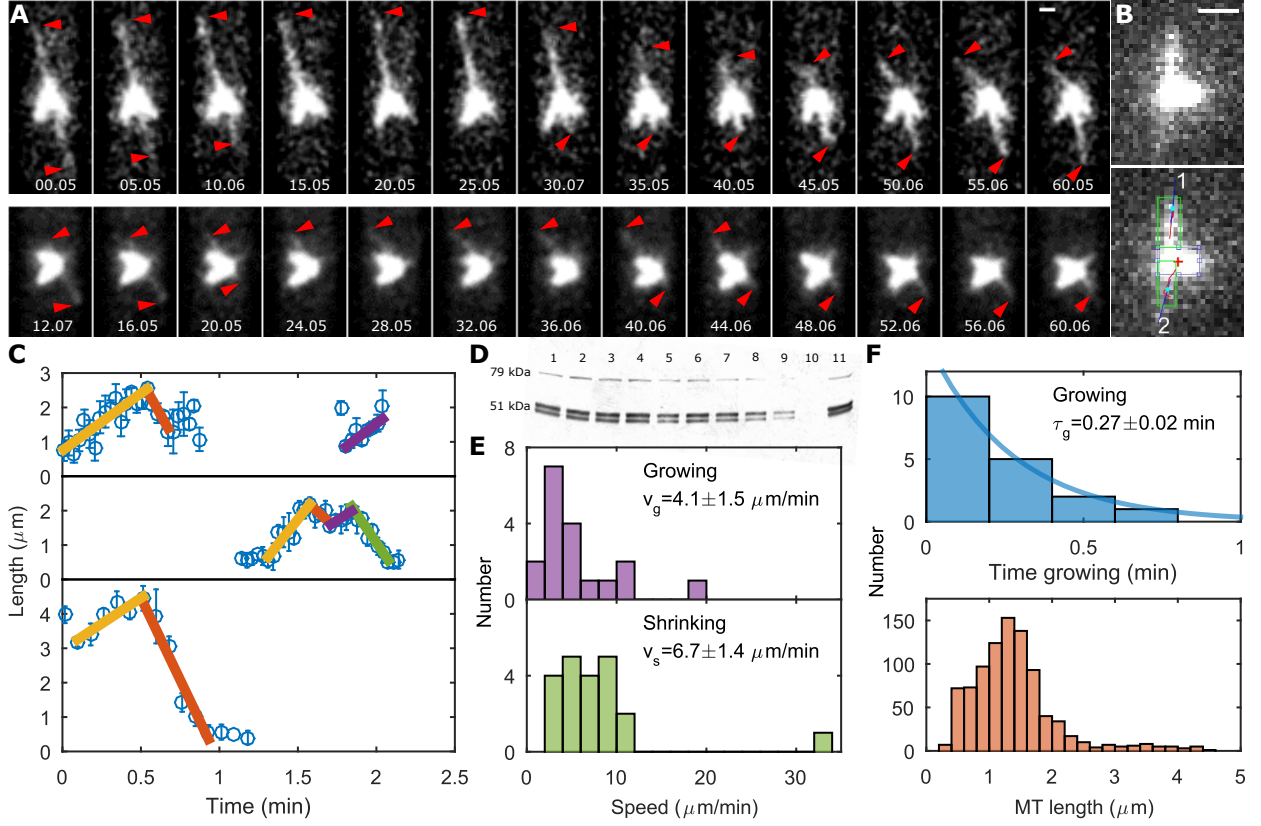 A
00.05 05.05 10.06 15.05 20.05 25.05 30.07 35.05 40.05 45.05 50.06 55.06 60.05
12.07 16.05 20.05 24.05 28.05 32.06 36.06 40.06 44.06 48.06 52.06 56.06 60.06
B
1
2
C
3
2
1
0
2
1
0
4
3
2
1
0
Length (μm)
0 0.5 1 1.5 2 2.5
Time (min)
D
1 2 3 4 5 6 7 8 9 10 11
79 kDa
51 kDa
E
8
4
0
Growing
v_g=4.1±1.5 μm/min
4
0
Shrinking
v_s=6.7±1.4 μm/min
Number
0 10 20 30
Speed (μm/min)
F
10
5
0
Growing
τ_g=0.27±0.02 min
0 0.5 1
Time growing (min)
Number
150
100
50
0
0 1 2 3 4 5
MT length (μm)